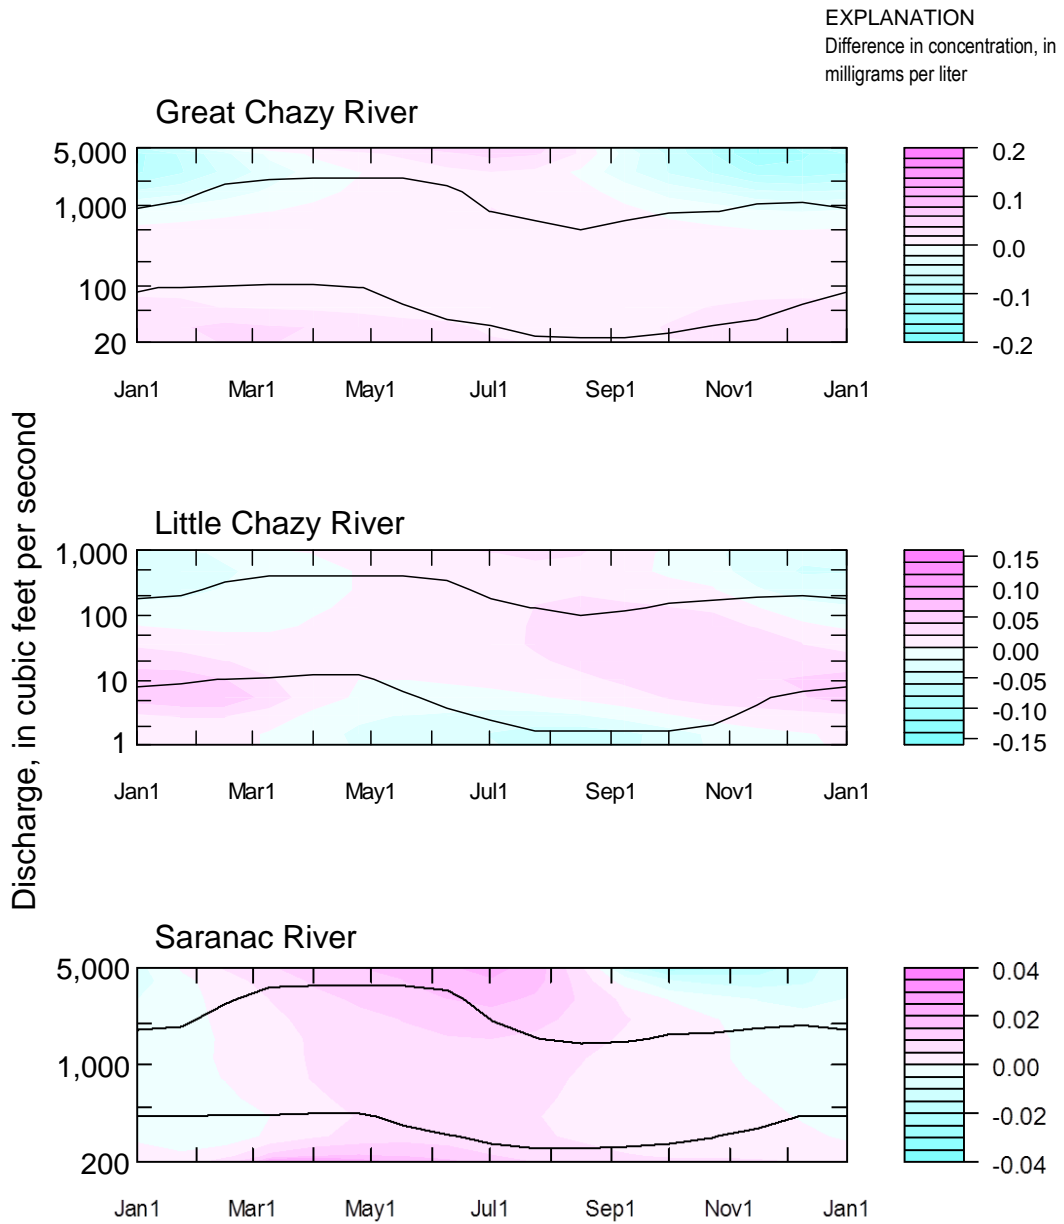 EXPLANATION
Difference in concentration, in
milligrams per liter
Discharge, in cubic feet per second
Great Chazy River
5,000
1,000
100
20
Jan1 Mar1 May1 Jul1 Sep1 Nov1 Jan1
0.2
0.1
0.0
-0.1
-0.2
Little Chazy River
1,000
100
10
1
Jan1 Mar1 May1 Jul1 Sep1 Nov1 Jan1
0.15
0.10
0.05
0.00
-0.05
-0.10
-0.15
Saranac River
5,000
1,000
200
Jan1 Mar1 May1 Jul1 Sep1 Nov1 Jan1
0.04
0.02
0.00
-0.02
-0.04